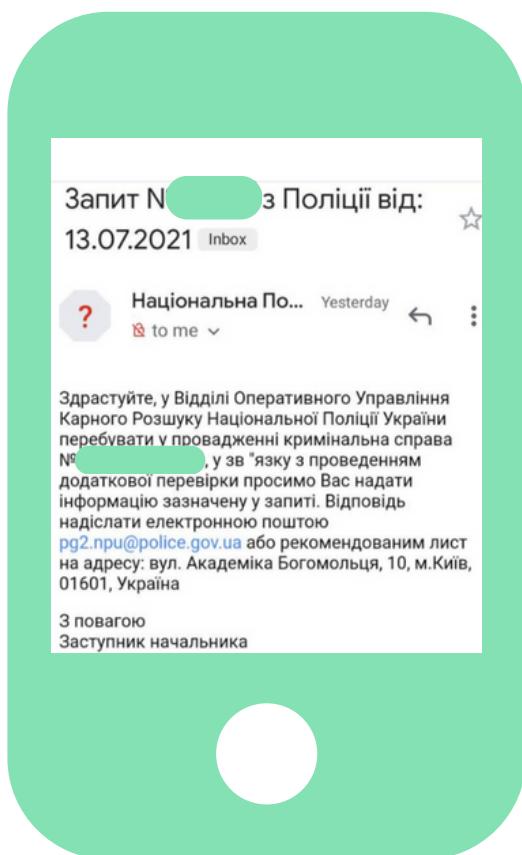 Запит N з Поліції від:
13.07.2021 Inbox
Національна По... Yesterday
to me
?
Здрастуйте, у Відділі Оперативного Управління
Карного Розшуку Національної Поліції України
перебувати у провадженні кримінальна справа
№ , у зв "язку з проведенням
додаткової перевірки просимо Вас надати
інформацію зазначену у запиті. Відповідь
надіслати електронною поштою
pg2.npu@police.gov.ua або рекомендованим лист
на адресу: вул. Академіка Богомольця, 10, м.Київ,
01601, Україна
З повагою
Заступник начальника